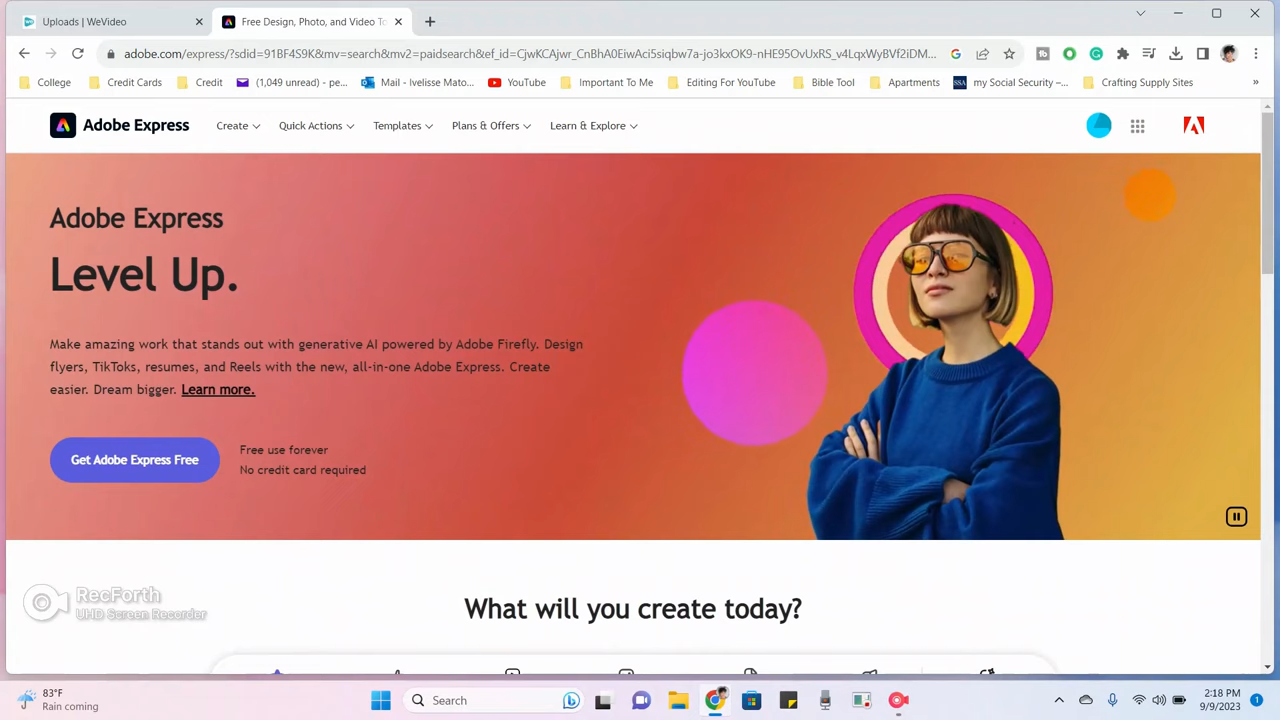 Uploads | WeVideo
Free Design, Photo, and Video To
adobe.com/express/?sdid=91BF4S9K&mv=search&mv2=paidsearch&ef_id=CjwKCAjwr_CnBhA0EiwAci5siqbw7a-jo3kxOK9-nHE95OvUxRS_v4LqxWyBVf2iDM...
College
Credit Cards
Credit
(1,049 unread) - pe...
Mail - Ivelisse Mato...
YouTube
Important To Me
Editing For YouTube
Bible Tool
Apartments
SSA
my Social Security –...
Crafting Supply Sites
»
Adobe Express
Create
Quick Actions
Templates
Plans & Offers
Learn & Explore
Adobe Express
Level Up.
Make amazing work that stands out with generative AI powered by Adobe Firefly. Design
flyers, TikToks, resumes, and Reels with the new, all-in-one Adobe Express. Create
easier. Dream bigger. Learn more.
Get Adobe Express Free
Free use forever
No credit card required
RecForth
UHD Screen Recorder
What will you create today?
83°F
Rain coming
Search
2:18 PM
9/9/2023
1